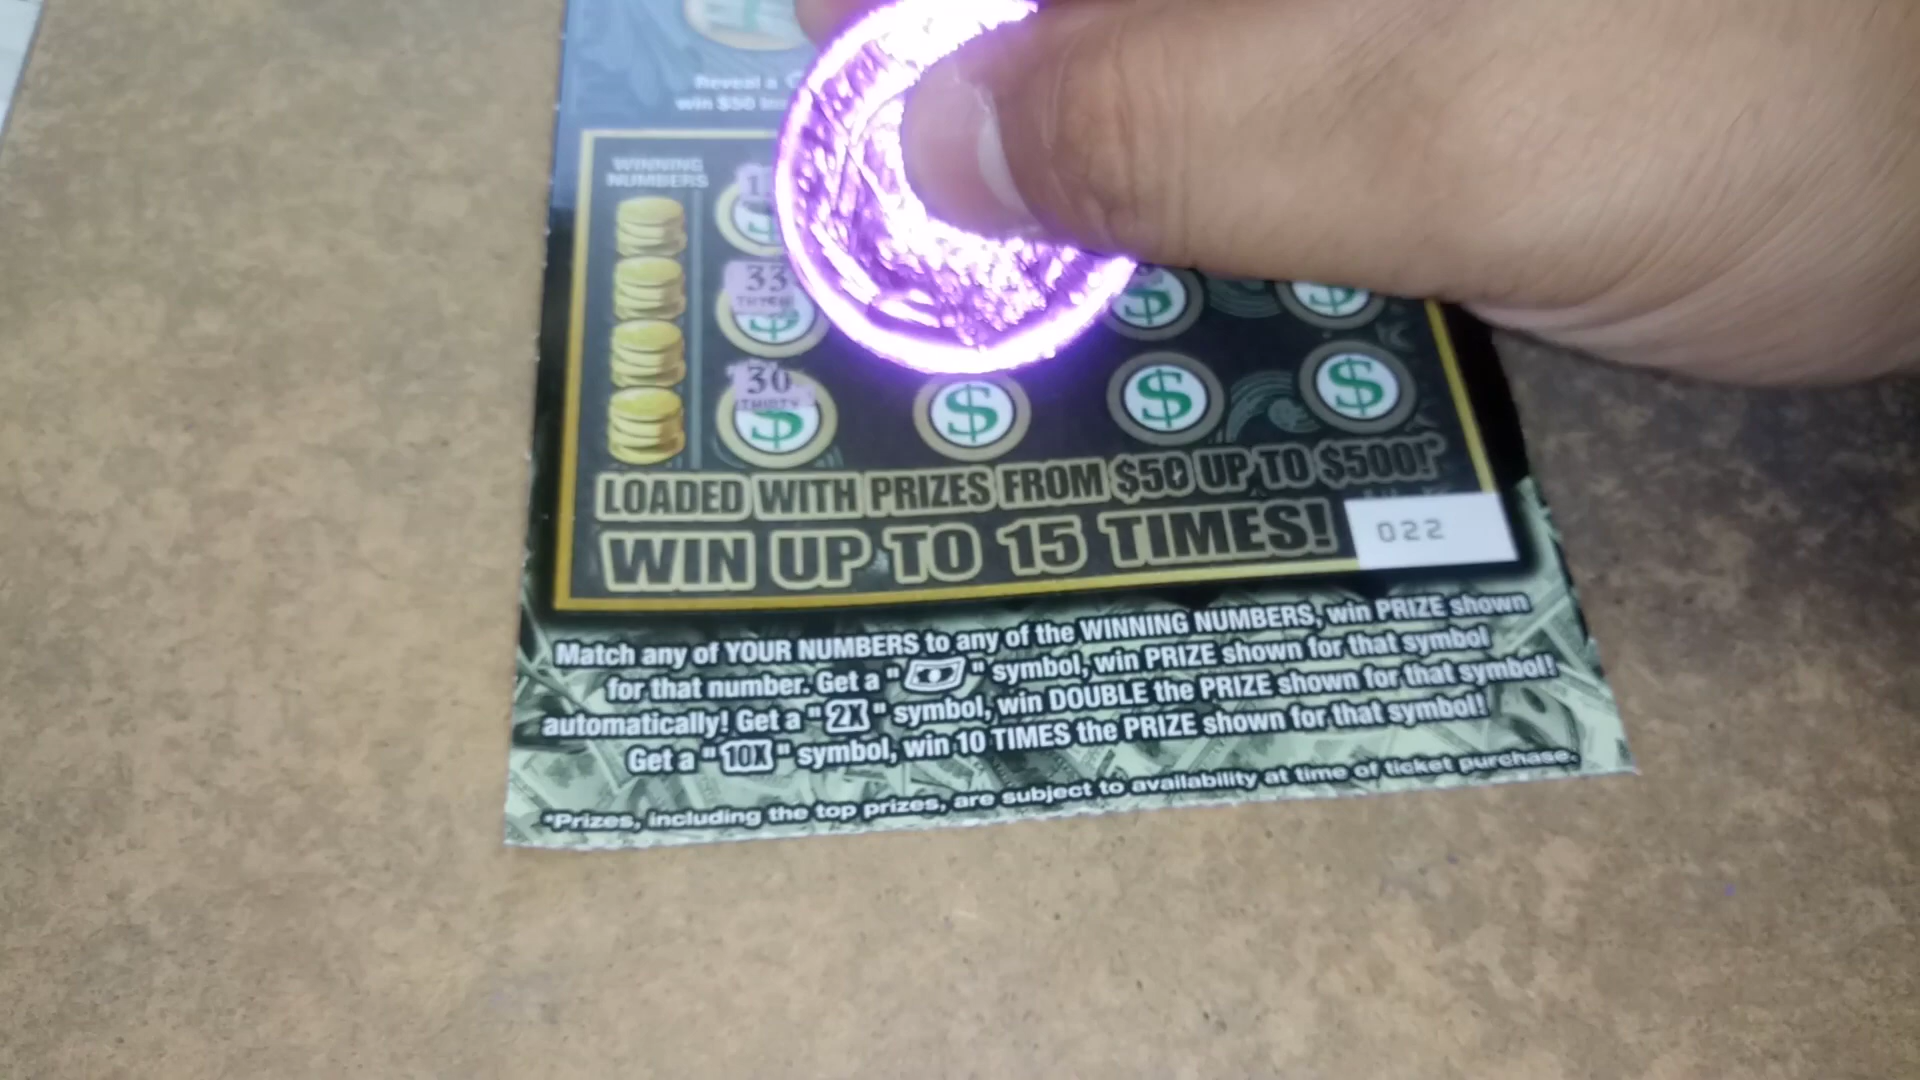 Reveal a
win $50
WINNING
NUMBERS
33
30
THIRTY
LOADED WITH PRIZES FROM $50 UP TO $500!*
WIN UP TO 15 TIMES!
022
Match any of YOUR NUMBERS to any of the WINNING NUMBERS, win PRIZE shown
for that number. Get a " " symbol, win PRIZE shown for that symbol
automatically! Get a "2X" symbol, win DOUBLE the PRIZE shown for that symbol!
Get a "10X" symbol, win 10 TIMES the PRIZE shown for that symbol!
*Prizes, including the top prizes, are subject to availability at time of ticket purchase.